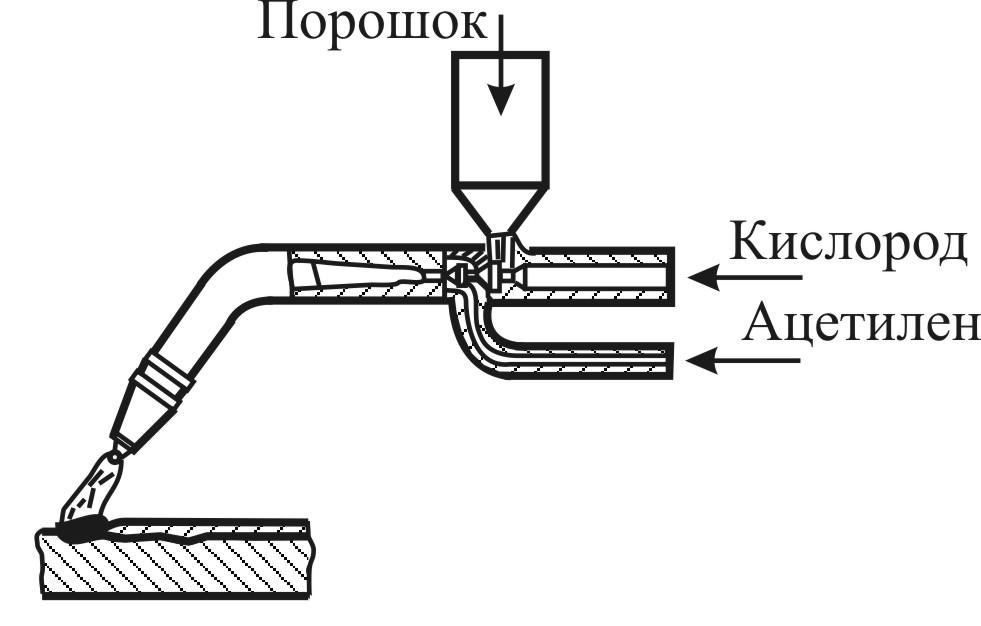 Порошок
Кислород
Ацетилен